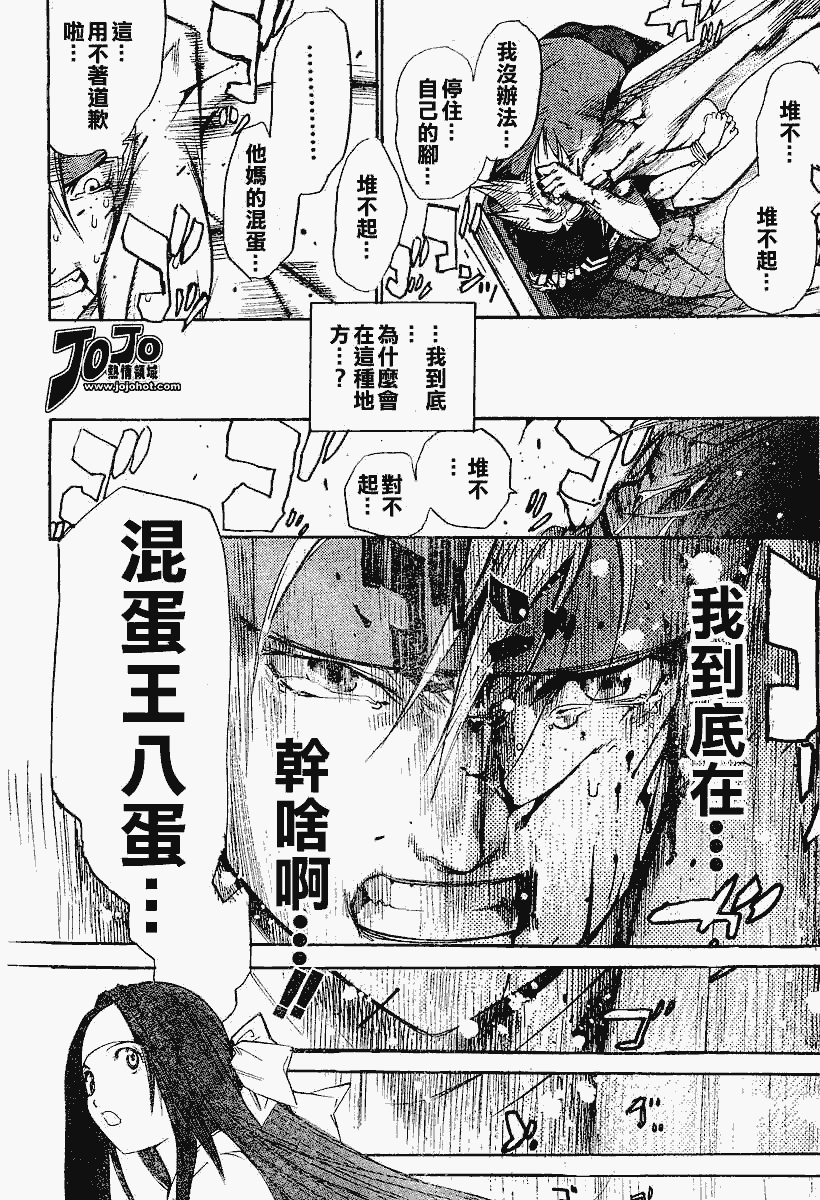 堆不…
堆不
起…
我沒辦法…
停住…
自己的腳…
堆不起…
…………
他媽的混蛋…
這…
用不著道歉
啦…
…我到底
…
為什麼會
在這種地
方…?
JOJO
熱情領域
www.jojohot.com
堆不
…
對不
起…
我到底在…
幹啥啊…!!
混蛋王八蛋…